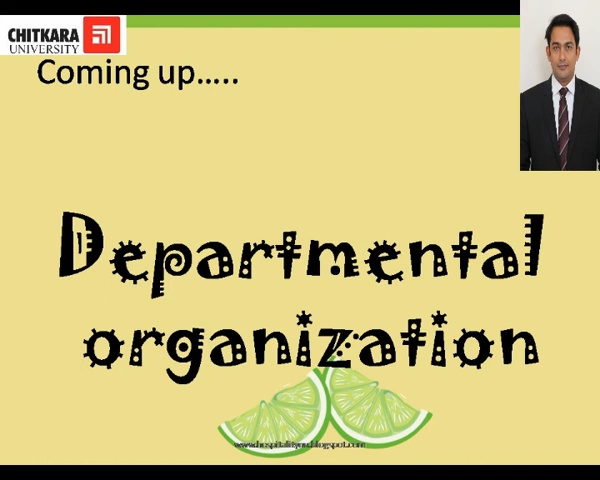 CHITKARA
UNIVERSITY
Coming up…..
Departmental
organization